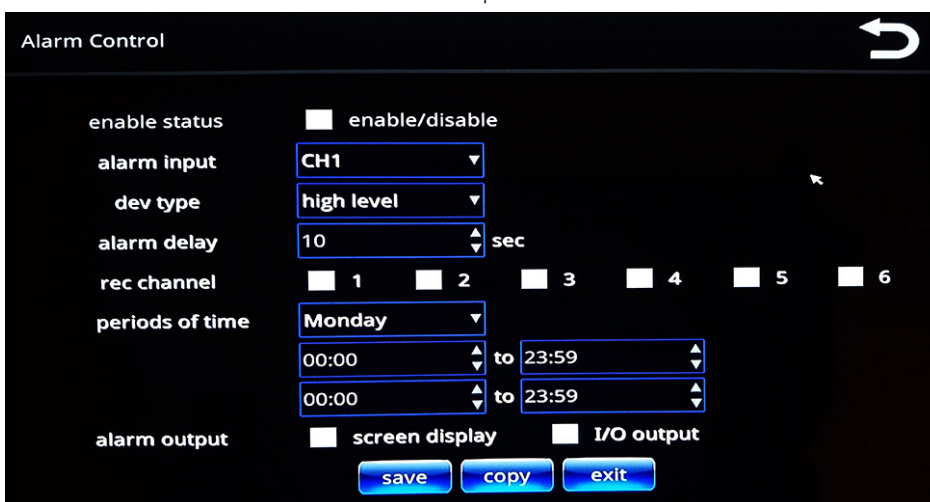 Alarm Control
enable status enable/disable
alarm input CH1
dev type high level
alarm delay 10 sec
rec channel 1 2 3 4 5 6
periods of time Monday
00:00 to 23:59
00:00 to 23:59
alarm output screen display I/O output
save copy exit